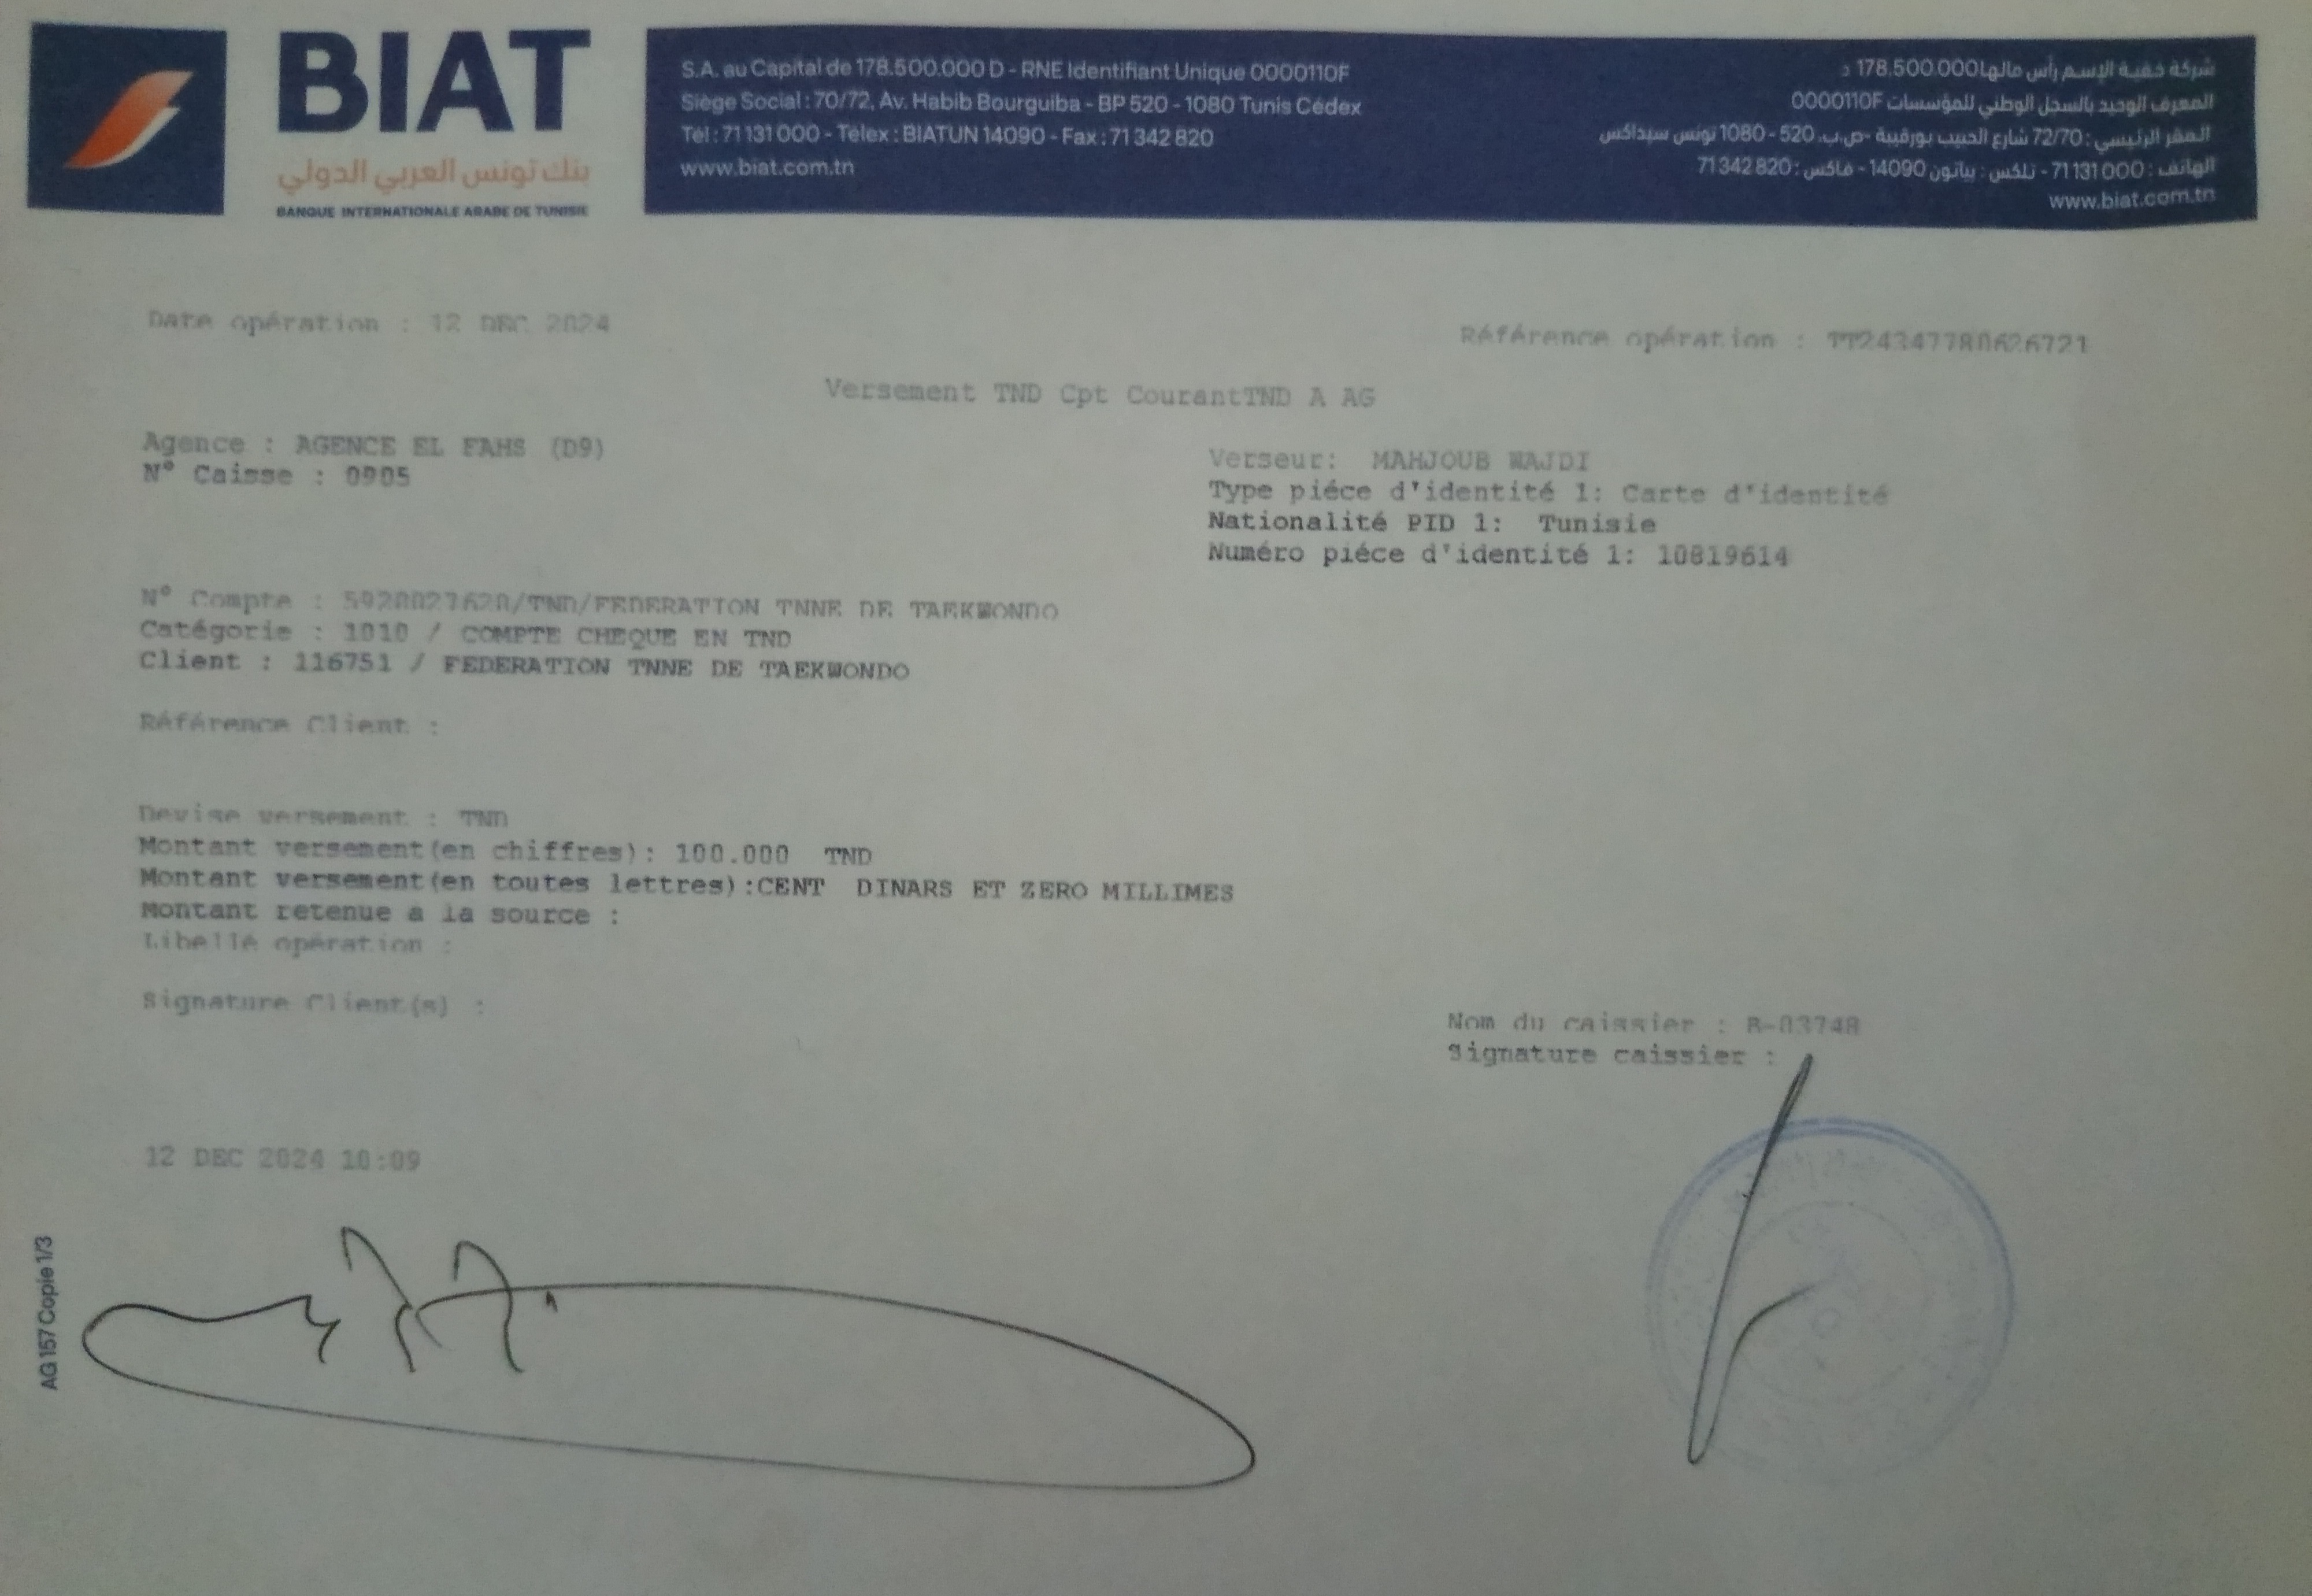 BIAT
بنك تونس العربي الدولي
BANQUE INTERNATIONALE ARABE DE TUNISIE
S.A. au Capital de 178.500.000 D - RNE Identifiant Unique 0000110F
Siège Social : 70/72, Av. Habib Bourguiba - BP 520 - 1080 Tunis Cédex
Tél : 71 131 000 - Télex : BIATUN 14090 - Fax : 71 342 820
www.biat.com.tn
شركة خفية الإسم رأس مالها 178.500.000 د
المعرف الوحيد بالسجل الوطني للمؤسسات 0000110F
المقر الرئيسي : 72/70 شارع الحبيب بورقيبة -ص.ب. 520 - 1080 تونس سيداكس
الهاتف : 71 131 000 - تلكس : بياتون 14090 - فاكس : 71 342 820
www.biat.com.tn
Date opération : 12 DEC 2024
Référence opération : TT24347780626721
Versement TND Cpt CourantTND A AG
Agence : AGENCE EL FAHS (D9)
N° Caisse : 0905
Verseur: MAHJOUB WAJDI
Type piéce d'identité 1: Carte d'identité
Nationalité PID 1: Tunisie
Numéro piéce d'identité 1: 10819614
N° Compte : 5920027620/TND/FEDERATION TNNE DE TAEKWONDO
Catégorie : 1010 / COMPTE CHEQUE EN TND
Client : 116751 / FEDERATION TNNE DE TAEKWONDO
Référence Client :
Devise versement : TND
Montant versement(en chiffres): 100.000 TND
Montant versement(en toutes lettres):CENT DINARS ET ZERO MILLIMES
Montant retenue a la source :
Libellé opération :
Signature Client(s) :
Nom du caissier : B-03748
Signature caissier :
12 DEC 2024 10:09
AG 157 Copie 1/3